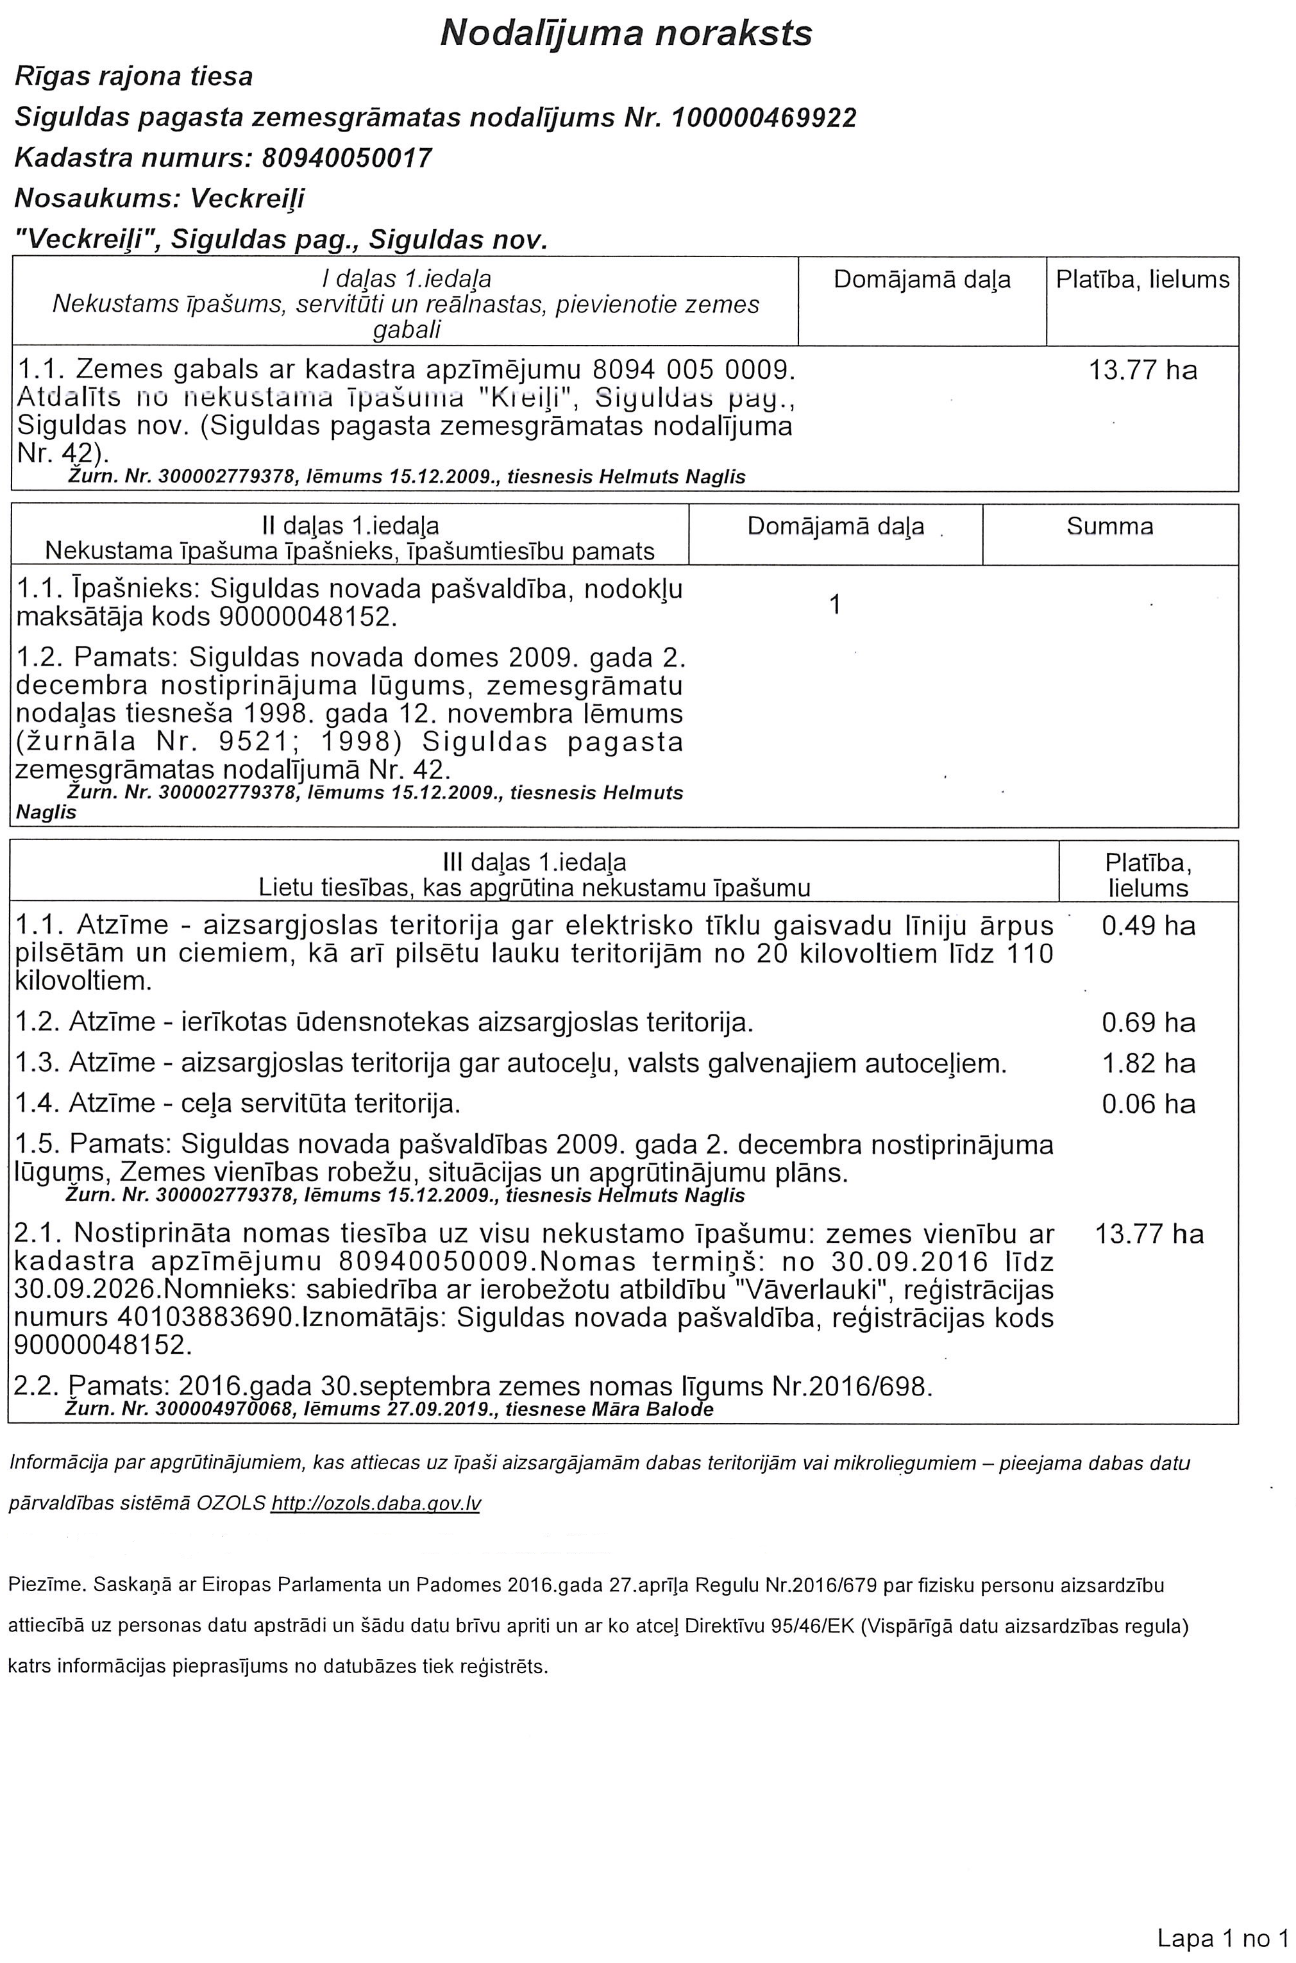 Nodalījuma noraksts
Rīgas rajona tiesa
Siguldas pagasta zemesgrāmatas nodalījums Nr. 100000469922
Kadastra numurs: 80940050017
Nosaukums: Veckreiļi
"Veckreiļi", Siguldas pag., Siguldas nov.
I daļas 1.iedaļa
Nekustams īpašums, servitūti un reālnastas, pievienotie zemes
gabali
Domājamā daļa
Platība, lielums
1.1. Zemes gabals ar kadastra apzīmējumu 8094 005 0009.
13.77 ha
Atdalīts no nekustama īpašuma "Kreiļi", Siguldas pag.,
Siguldas nov. (Siguldas pagasta zemesgrāmatas nodalījuma
Nr. 42).
Žurn. Nr. 300002779378, lēmums 15.12.2009., tiesnesis Helmuts Naglis
II daļas 1.iedaļa
Nekustama īpašuma īpašnieks, īpašumtiesību pamats
Domājamā daļa
Summa
1.1. Īpašnieks: Siguldas novada pašvaldība, nodokļu
maksātāja kods 90000048152.
1
1.2. Pamats: Siguldas novada domes 2009. gada 2.
decembra nostiprinājuma lūgums, zemesgrāmatu
nodaļas tiesneša 1998. gada 12. novembra lēmums
(žurnāla Nr. 9521; 1998) Siguldas pagasta
zemesgrāmatas nodalījumā Nr. 42.
Žurn. Nr. 300002779378, lēmums 15.12.2009., tiesnesis Helmuts
Naglis
III daļas 1.iedaļa
Lietu tiesības, kas apgrūtina nekustamu īpašumu
Platība,
lielums
1.1. Atzīme - aizsargjoslas teritorija gar elektrisko tīklu gaisvadu līniju ārpus
0.49 ha
pilsētām un ciemiem, kā arī pilsētu lauku teritorijām no 20 kilovoltiem līdz 110
kilovoltiem.
1.2. Atzīme - ierīkotas ūdensnotekas aizsargjoslas teritorija.
0.69 ha
1.3. Atzīme - aizsargjoslas teritorija gar autoceļu, valsts galvenajiem autoceļiem.
1.82 ha
1.4. Atzīme - ceļa servitūta teritorija.
0.06 ha
1.5. Pamats: Siguldas novada pašvaldības 2009. gada 2. decembra nostiprinājuma
lūgums, Zemes vienības robežu, situācijas un apgrūtinājumu plāns.
Žurn. Nr. 300002779378, lēmums 15.12.2009., tiesnesis Helmuts Naglis
2.1. Nostiprināta nomas tiesība uz visu nekustamo īpašumu: zemes vienību ar
13.77 ha
kadastra apzīmējumu 80940050009.Nomas termiņš: no 30.09.2016 līdz
30.09.2026.Nomnieks: sabiedrība ar ierobežotu atbildību "Vāverlauki", reģistrācijas
numurs 40103883690.Iznomātājs: Siguldas novada pašvaldība, reģistrācijas kods
90000048152.
2.2. Pamats: 2016.gada 30.septembra zemes nomas līgums Nr.2016/698.
Žurn. Nr. 300004970068, lēmums 27.09.2019., tiesnese Māra Balode
Informācija par apgrūtinājumiem, kas attiecas uz īpaši aizsargājamām dabas teritorijām vai mikroliegumiem – pieejama dabas datu
pārvaldības sistēmā OZOLS http://ozols.daba.gov.lv
Piezīme. Saskaņā ar Eiropas Parlamenta un Padomes 2016.gada 27.aprīļa Regulu Nr.2016/679 par fizisku personu aizsardzību
attiecībā uz personas datu apstrādi un šādu datu brīvu apriti un ar ko atceļ Direktīvu 95/46/EK (Vispārīgā datu aizsardzības regula)
katrs informācijas pieprasījums no datubāzes tiek reģistrēts.
Lapa 1 no 1